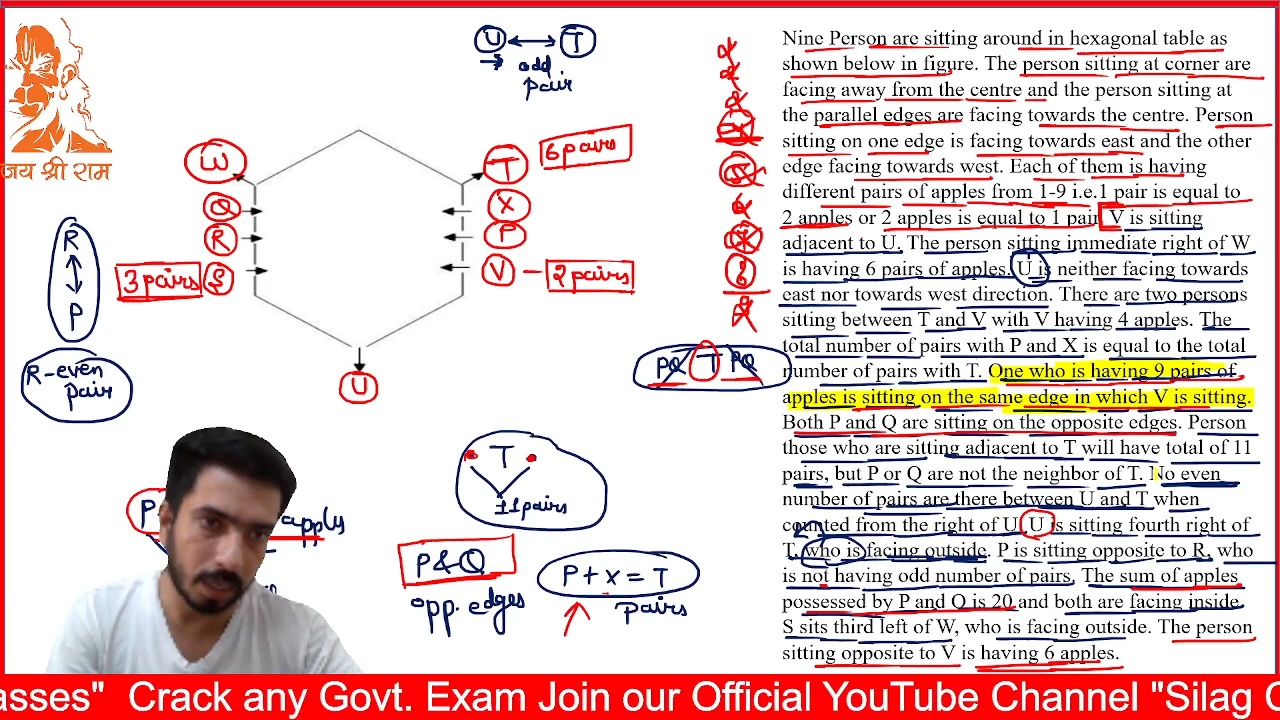 जय श्री राम
U T
odd
pair
W
Q
R
S
3 pairs
T
6 pairs
X
P
V
2 pairs
U
R
P
R-even
pair
PQ T PQ
T
11 pairs
P
apples
P & Q
opp. edges
P + x = T
pairs
Nine Person are sitting around in hexagonal table as
shown below in figure. The person sitting at corner are
facing away from the centre and the person sitting at
the parallel edges are facing towards the centre. Person
sitting on one edge is facing towards east and the other
edge facing towards west. Each of them is having
different pairs of apples from 1-9 i.e.1 pair is equal to
2 apples or 2 apples is equal to 1 pair. V is sitting
adjacent to U. The person sitting immediate right of W
is having 6 pairs of apples. U is neither facing towards
east nor towards west direction. There are two persons
sitting between T and V with V having 4 apples. The
total number of pairs with P and X is equal to the total
number of pairs with T. One who is having 9 pairs of
apples is sitting on the same edge in which V is sitting.
Both P and Q are sitting on the opposite edges. Person
those who are sitting adjacent to T will have total of 11
pairs, but P or Q are not the neighbor of T. No even
number of pairs are there between U and T when
counted from the right of U. U is sitting fourth right of
T, who is facing outside. P is sitting opposite to R, who
is not having odd number of pairs. The sum of apples
possessed by P and Q is 20 and both are facing inside.
S sits third left of W, who is facing outside. The person
sitting opposite to V is having 6 apples.
asses" Crack any Govt. Exam Join our Official YouTube Channel "Silag C